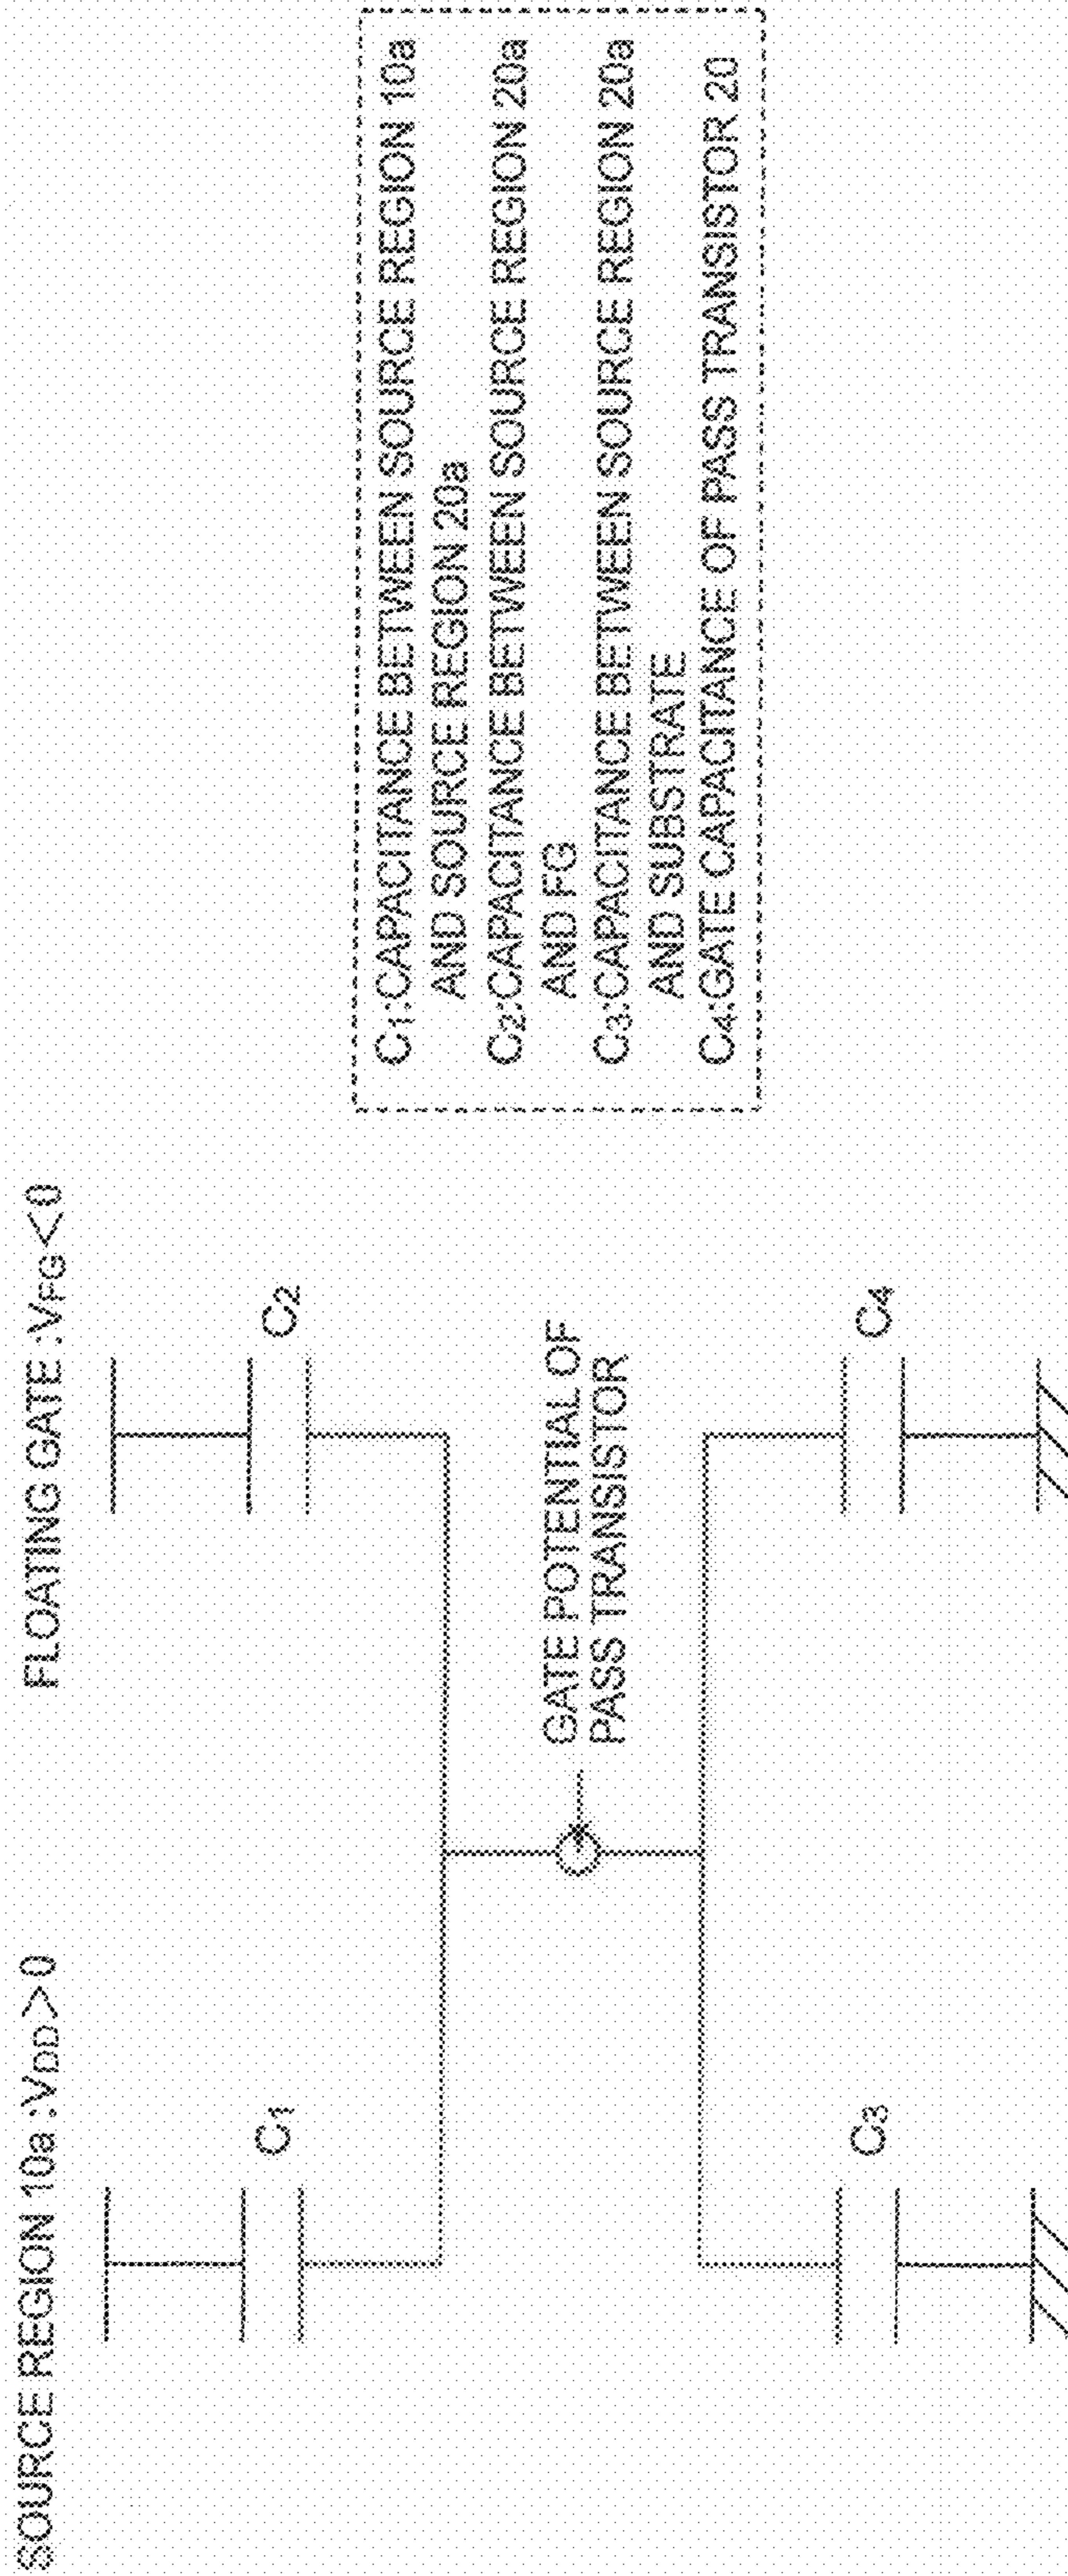 SOURCE REGION 10a :VDD>0
FLOATING GATE :VFG<0
C1
C2
GATE POTENTIAL OF
PASS TRANSISTOR
C3
C4
C1:CAPACITANCE BETWEEN SOURCE REGION 10a
AND SOURCE REGION 20a
C2:CAPACITANCE BETWEEN SOURCE REGION 20a
AND FG
C3:CAPACITANCE BETWEEN SOURCE REGION 20a
AND SUBSTRATE
C4:GATE CAPACITANCE OF PASS TRANSISTOR 20